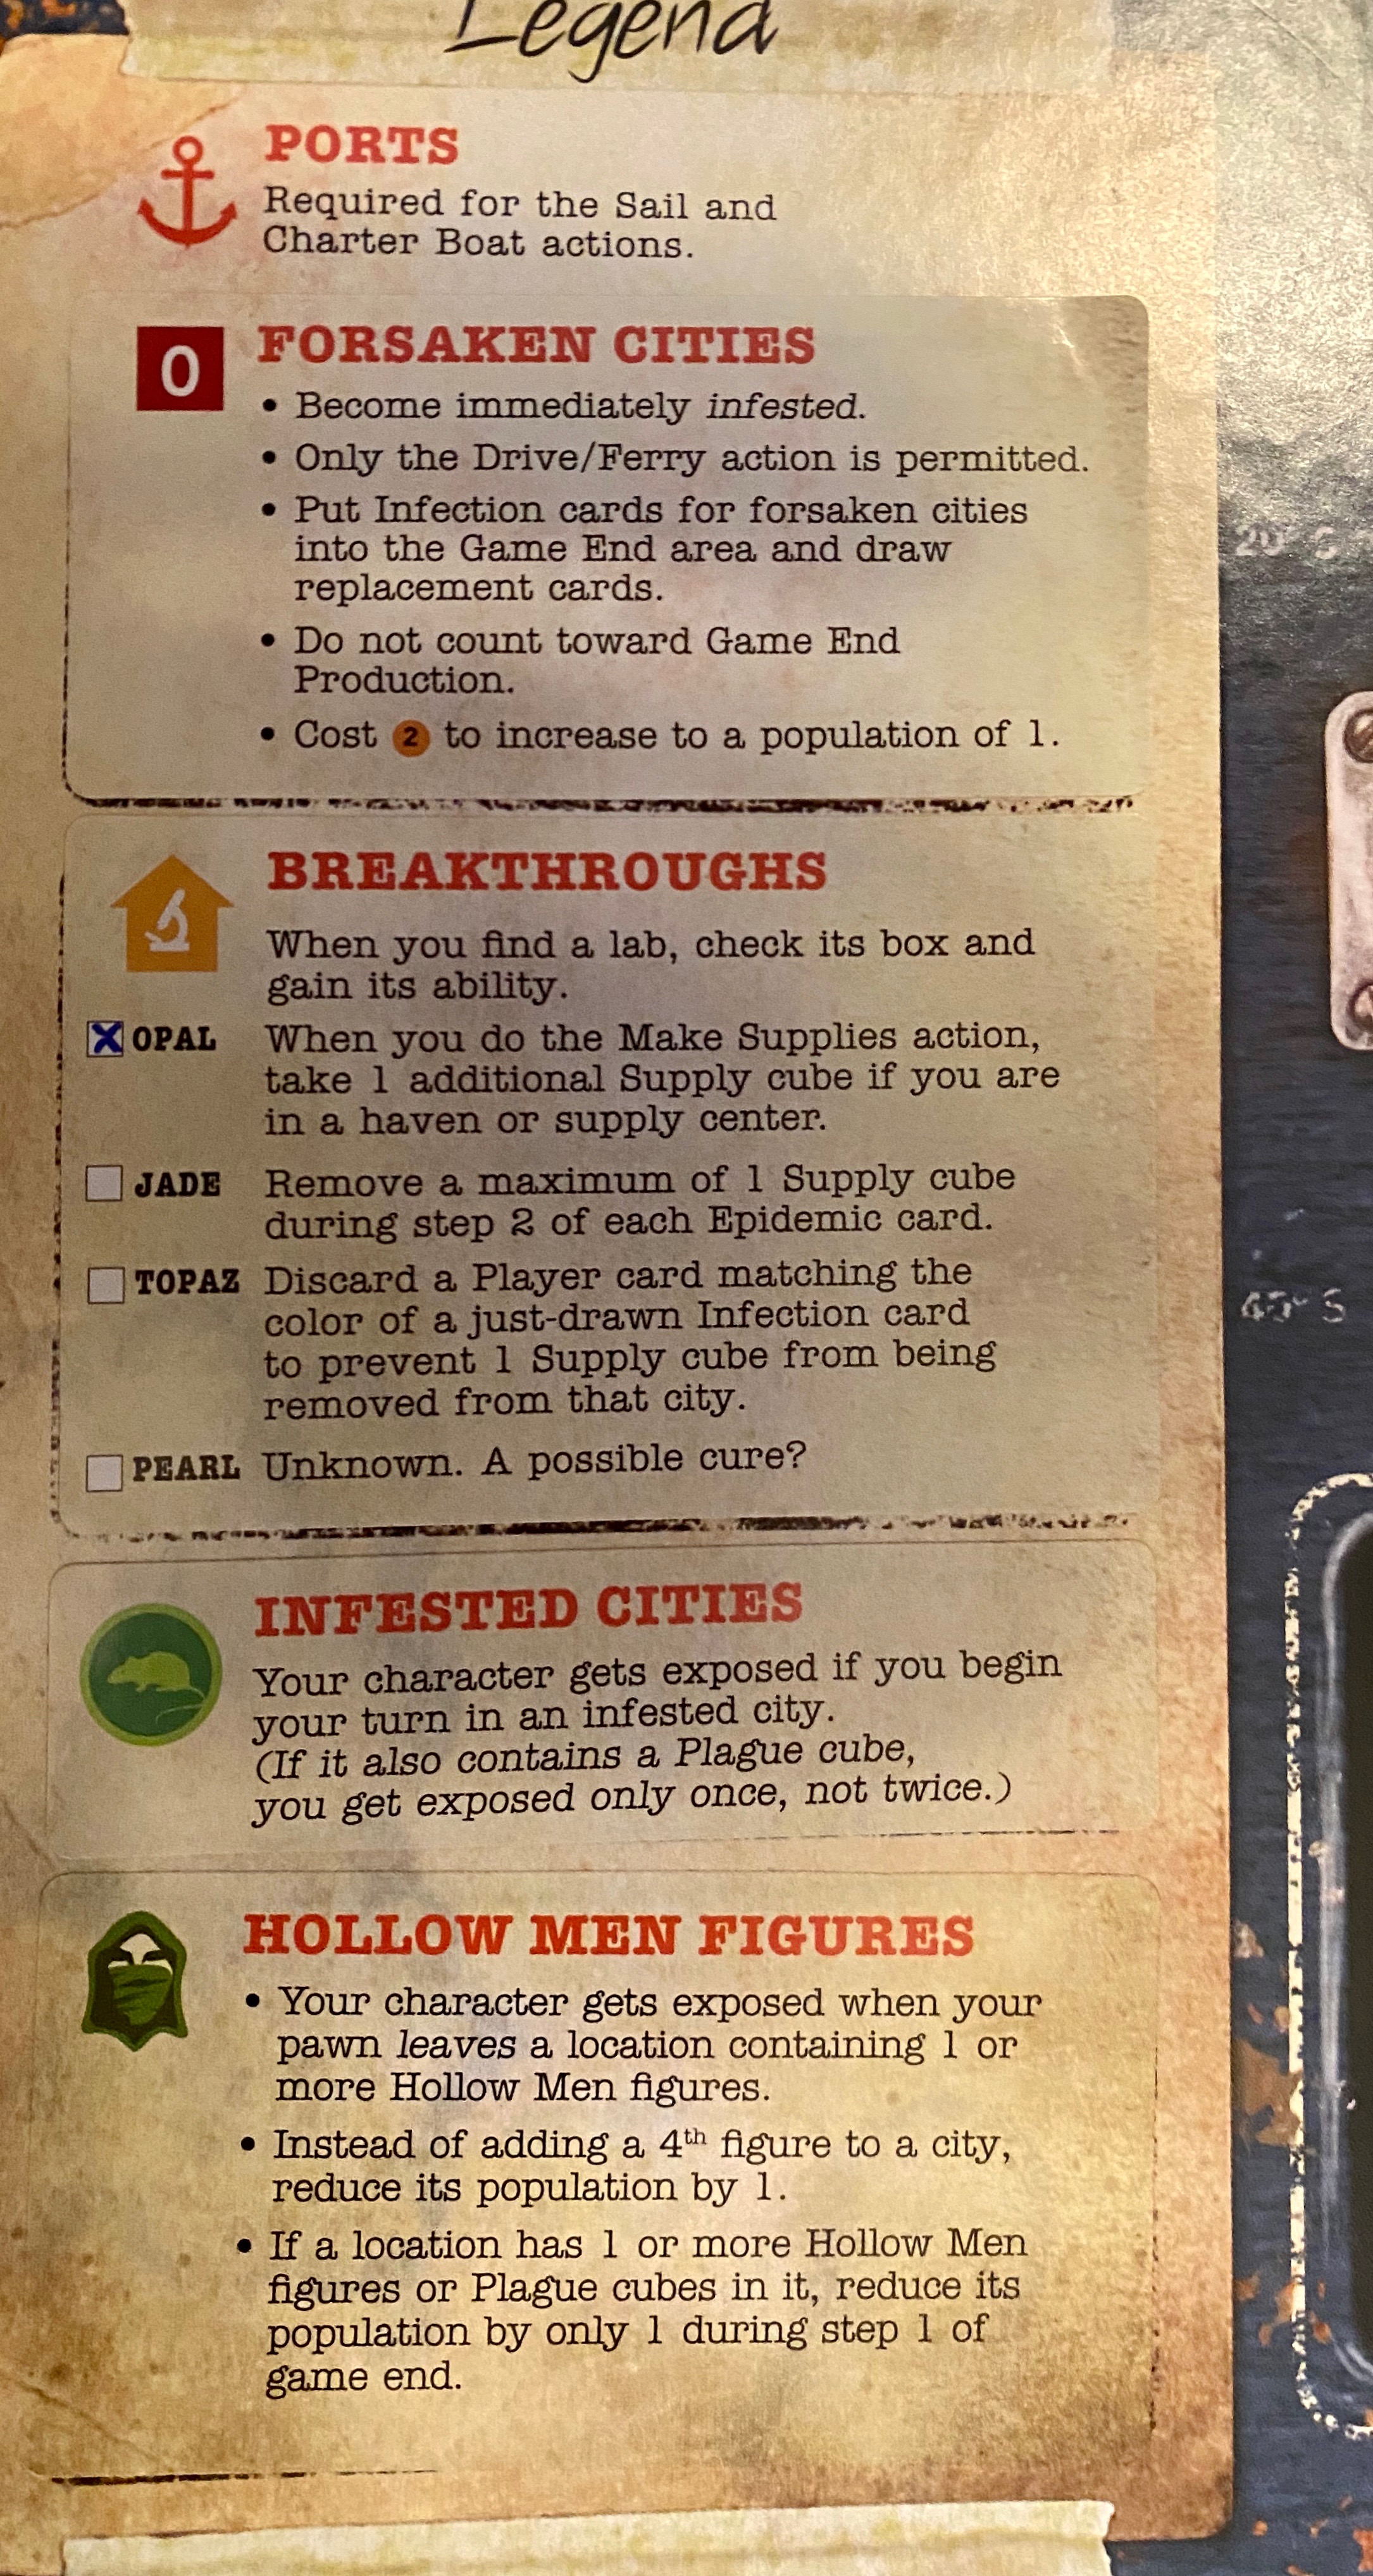 Legend
PORTS
Required for the Sail and
Charter Boat actions.
0
FORSAKEN CITIES
• Become immediately infested.
• Only the Drive/Ferry action is permitted.
• Put Infection cards for forsaken cities
into the Game End area and draw
replacement cards.
• Do not count toward Game End
Production.
• Cost 2 to increase to a population of 1.
BREAKTHROUGHS
When you find a lab, check its box and
gain its ability.
OPAL When you do the Make Supplies action,
take 1 additional Supply cube if you are
in a haven or supply center.
JADE Remove a maximum of 1 Supply cube
during step 2 of each Epidemic card.
TOPAZ Discard a Player card matching the
color of a just-drawn Infection card
to prevent 1 Supply cube from being
removed from that city.
PEARL Unknown. A possible cure?
INFESTED CITIES
Your character gets exposed if you begin
your turn in an infested city.
(If it also contains a Plague cube,
you get exposed only once, not twice.)
HOLLOW MEN FIGURES
• Your character gets exposed when your
pawn leaves a location containing 1 or
more Hollow Men figures.
• Instead of adding a 4th figure to a city,
reduce its population by 1.
• If a location has 1 or more Hollow Men
figures or Plague cubes in it, reduce its
population by only 1 during step 1 of
game end.
20° S
45° S